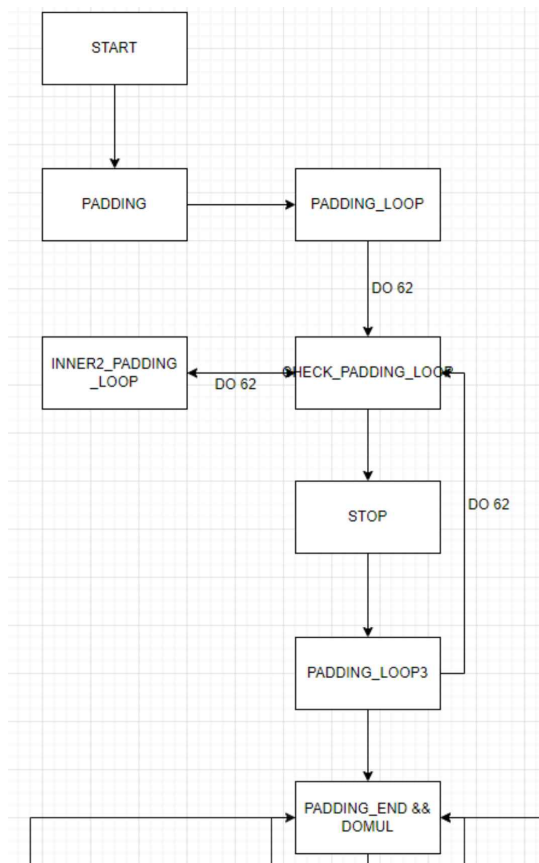 START
PADDING
PADDING_LOOP
DO 62
INNER2_PADDING
_LOOP
DO 62
CHECK_PADDING_LOOP
STOP
DO 62
PADDING_LOOP3
PADDING_END &&
DOMUL